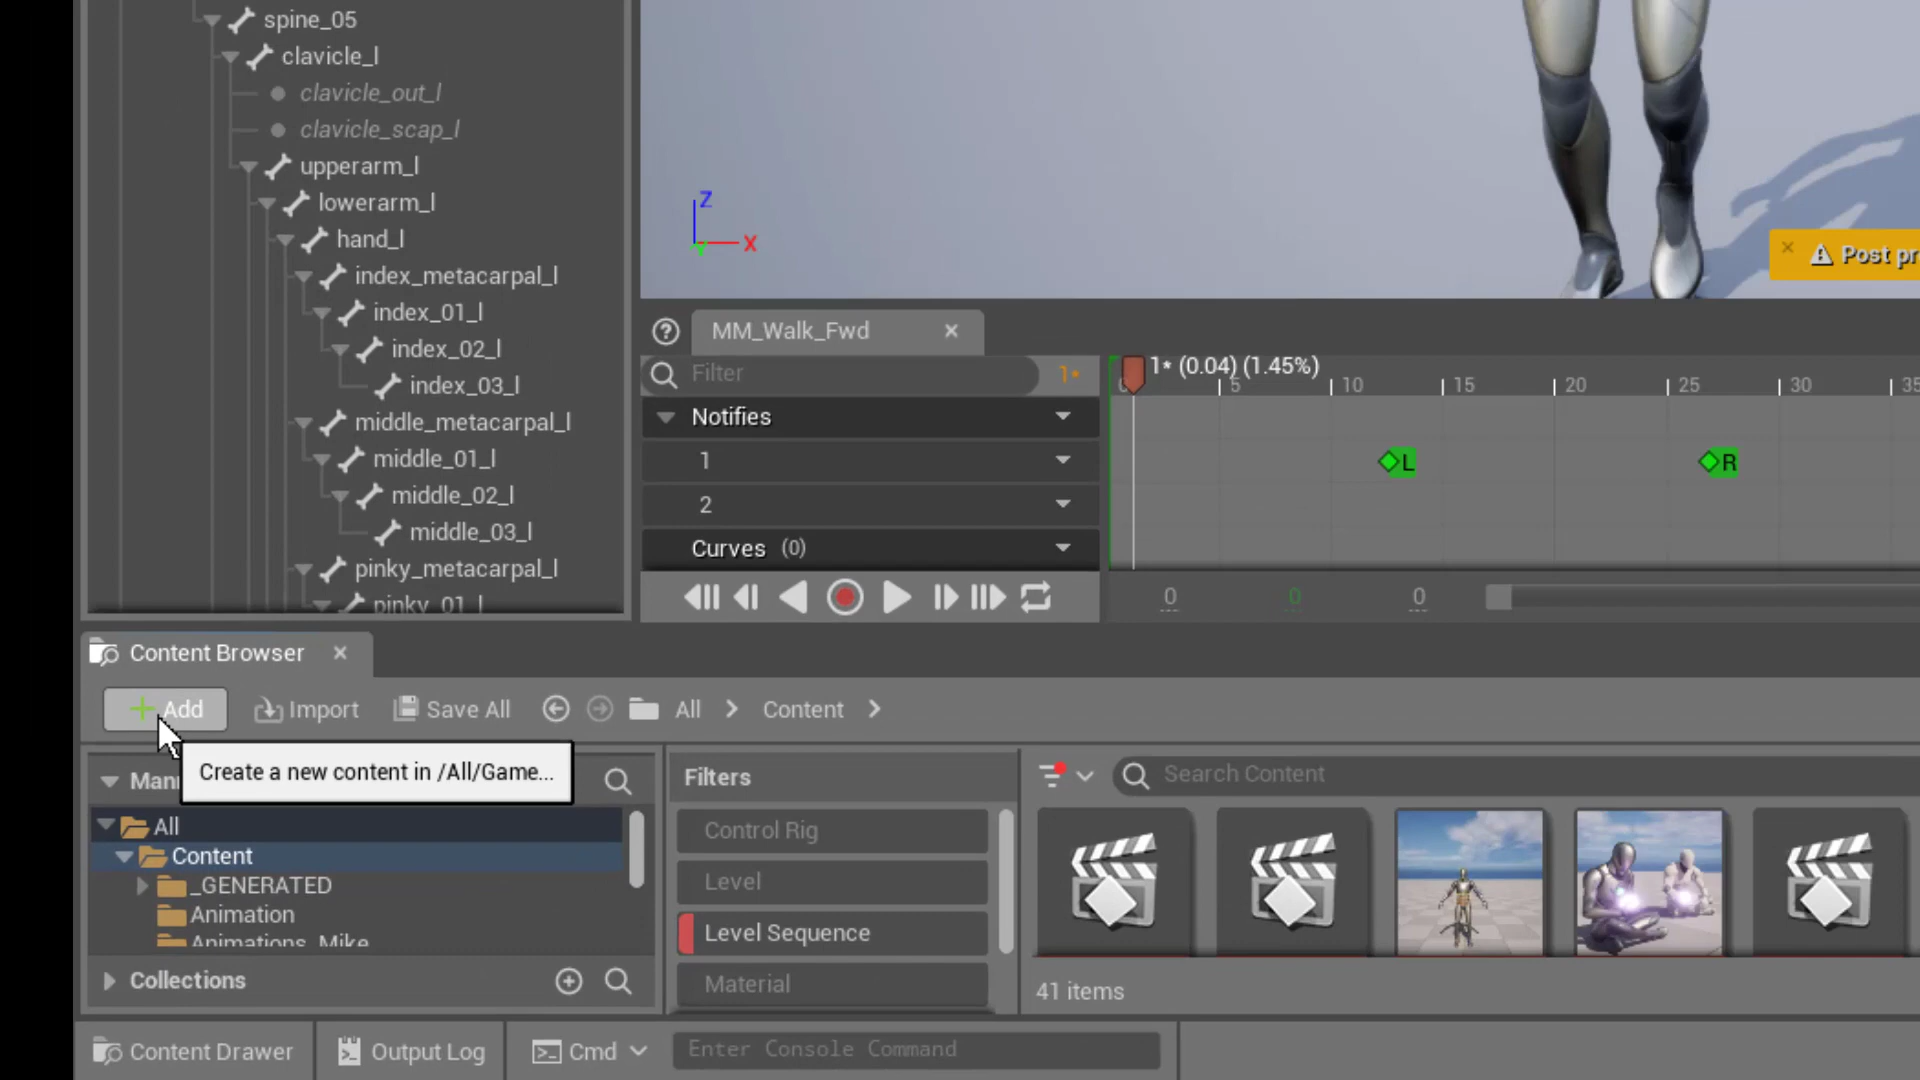 spine_05
clavicle_l
clavicle_out_l
clavicle_scap_l
upperarm_l
lowerarm_l
hand_l
index_metacarpal_l
index_01_l
index_02_l
index_03_l
middle_metacarpal_l
middle_01_l
middle_02_l
middle_03_l
pinky_metacarpal_l
pinky_01_l
Z
X
Y
Post pr
MM_Walk_Fwd
Filter
1*
1* (0.04) (1.45%)
5 10 15 20 25 30 35
Notifies
1
2
L
R
Curves (0)
0 0 0
Content Browser
Add
Import
Save All
All
Content
Create a new content in /All/Game...
Mann
All
Content
_GENERATED
Animation
Animations_Mike
Collections
Filters
Control Rig
Level
Level Sequence
Material
Search Content
41 items
Content Drawer
Output Log
Cmd
Enter Console Command